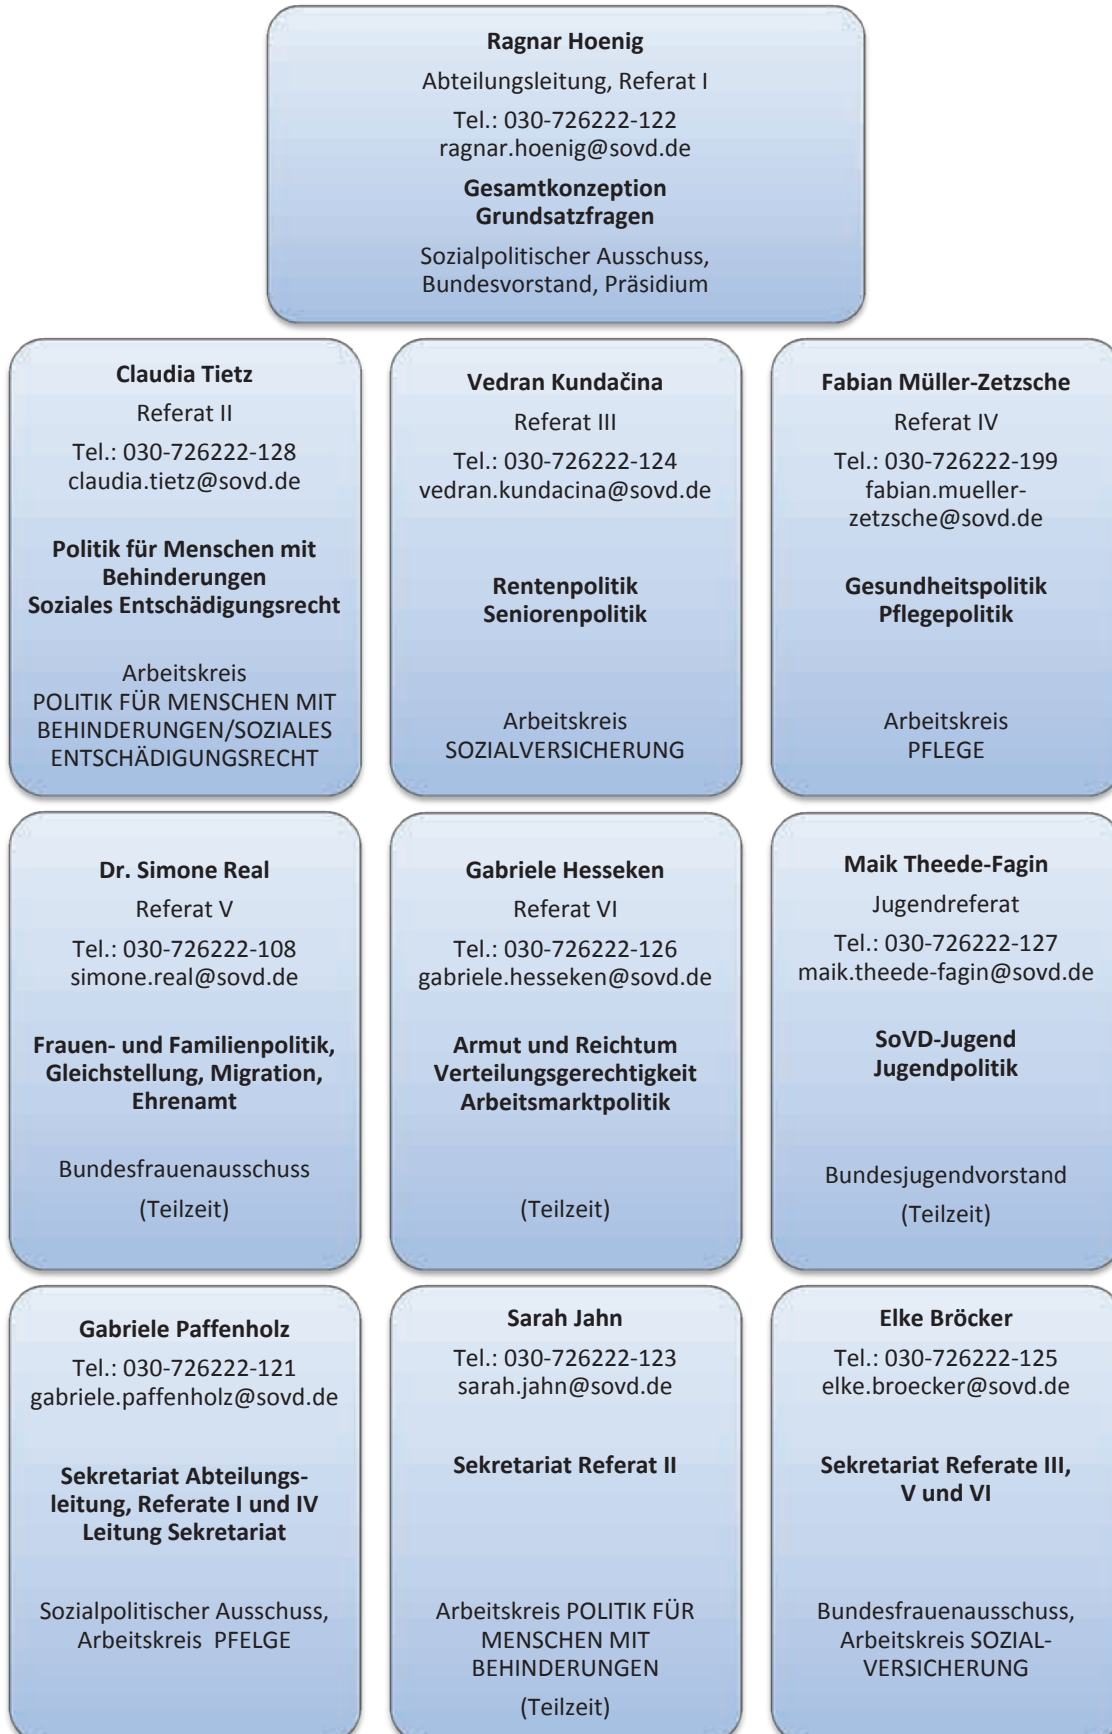 Ragnar Hoenig
Abteilungsleitung, Referat I
Tel.: 030-726222-122
ragnar.hoenig@sovd.de
Gesamtkonzeption
Grundsatzfragen
Sozialpolitischer Ausschuss,
Bundesvorstand, Präsidium
Claudia Tietz
Referat II
Tel.: 030-726222-128
claudia.tietz@sovd.de
Politik für Menschen mit
Behinderungen
Soziales Entschädigungsrecht
Arbeitskreis
POLITIK FÜR MENSCHEN MIT
BEHINDERUNGEN/SOZIALES
ENTSCHÄDIGUNGSRECHT
Vedran Kundačina
Referat III
Tel.: 030-726222-124
vedran.kundacina@sovd.de
Rentenpolitik
Seniorenpolitik
Arbeitskreis
SOZIALVERSICHERUNG
Fabian Müller-Zetzsche
Referat IV
Tel.: 030-726222-199
fabian.mueller-
zetzsche@sovd.de
Gesundheitspolitik
Pflegepolitik
Arbeitskreis
PFLEGE
Dr. Simone Real
Referat V
Tel.: 030-726222-108
simone.real@sovd.de
Frauen- und Familienpolitik,
Gleichstellung, Migration,
Ehrenamt
Bundesfrauenausschuss
(Teilzeit)
Gabriele Hesseken
Referat VI
Tel.: 030-726222-126
gabriele.hesseken@sovd.de
Armut und Reichtum
Verteilungsgerechtigkeit
Arbeitsmarktpolitik
(Teilzeit)
Maik Theede-Fagin
Jugendreferat
Tel.: 030-726222-127
maik.theede-fagin@sovd.de
SoVD-Jugend
Jugendpolitik
Bundesjugendvorstand
(Teilzeit)
Gabriele Paffenholz
Tel.: 030-726222-121
gabriele.paffenholz@sovd.de
Sekretariat Abteilungs-
leitung, Referate I und IV
Leitung Sekretariat
Sozialpolitischer Ausschuss,
Arbeitskreis PFELGE
Sarah Jahn
Tel.: 030-726222-123
sarah.jahn@sovd.de
Sekretariat Referat II
Arbeitskreis POLITIK FÜR
MENSCHEN MIT
BEHINDERUNGEN
(Teilzeit)
Elke Bröcker
Tel.: 030-726222-125
elke.broecker@sovd.de
Sekretariat Referate III,
V und VI
Bundesfrauenausschuss,
Arbeitskreis SOZIAL-
VERSICHERUNG